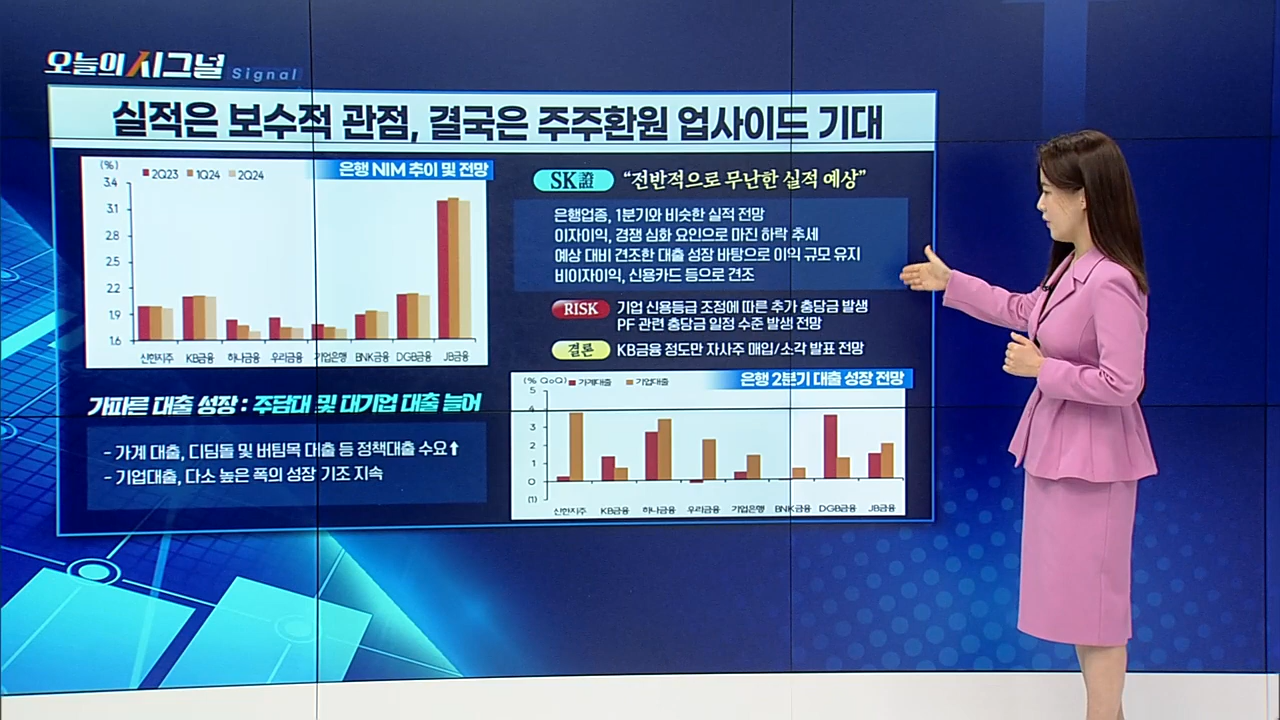 오늘의 시그널 Signal
실적은 보수적 관점, 결국은 주주환원 업사이드 기대
은행 NIM 추이 및 전망
(%)
2Q23 1Q24 2Q24
3.4
3.1
2.8
2.5
2.2
1.9
1.6
신한지주 KB금융 하나금융 우리금융 기업은행 BNK금융 DGB금융 JB금융
SK證 “전반적으로 무난한 실적 예상”
은행업종, 1분기와 비슷한 실적 전망
이자이익, 경쟁 심화 요인으로 마진 하락 추세
예상 대비 견조한 대출 성장 바탕으로 이익 규모 유지
비이자이익, 신용카드 등으로 견조
RISK 기업 신용등급 조정에 따른 추가 충당금 발생
PF 관련 충당금 일정 수준 발생 전망
결론 KB금융 정도만 자사주 매입/소각 발표 전망
가파른 대출 성장 : 주담대 및 대기업 대출 늘어
- 가계 대출, 디딤돌 및 버팀목 대출 등 정책대출 수요↑
- 기업대출, 다소 높은 폭의 성장 기조 지속
은행 2분기 대출 성장 전망
(% QoQ) 가계대출 기업대출
5
4
3
2
1
0
(1)
신한지주 KB금융 하나금융 우리금융 기업은행 BNK금융 DGB금융 JB금융